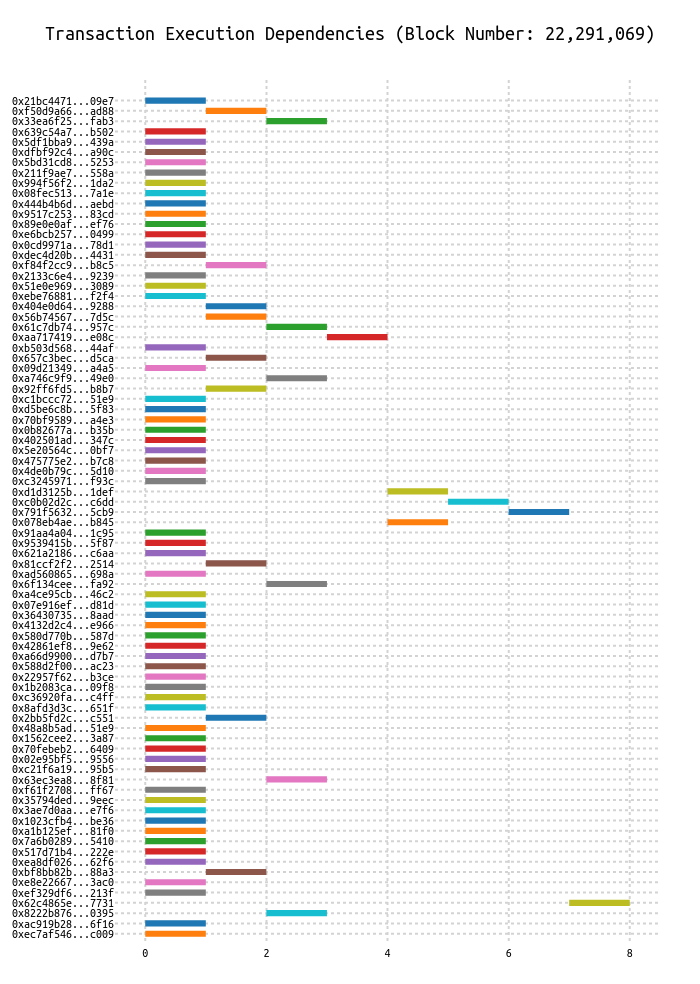 Transaction Execution Dependencies (Block Number: 22,291,069)
0x21bc4471...09e7
0xf50d9a66...ad88
0x33ea6f25...fab3
0x639c54a7...b502
0x5df1bba9...439a
0xdfbf92c4...a90c
0x5bd31cd8...5253
0x211f9ae7...558a
0x994f56f2...1da2
0x08fec513...7a1e
0x444b4b6d...aebd
0x9517c253...83cd
0x89e0e0af...ef76
0xe6bcb257...0499
0x0cd9971a...78d1
0xdec4d20b...4431
0xf84f2cc9...b8c5
0x2133c6e4...9239
0x51e0e969...3089
0xebe76881...f2f4
0x404e0d64...9288
0x56b74567...7d5c
0x61c7db74...957c
0xaa717419...e08c
0xb503d568...44af
0x657c3bec...d5ca
0x09d21349...a4a5
0xa746c9f9...49e0
0x92ff6fd5...b8b7
0xc1bccc72...51e9
0xd5be6c8b...5f83
0x70bf9589...a4e3
0x0b82677a...b35b
0x402501ad...347c
0x5e20564c...0bf7
0x475775e2...b7c8
0x4de0b79c...5d10
0xc3245971...f93c
0xd1d3125b...1def
0xc0b02d2c...c6dd
0x791f5632...5cb9
0x078eb4ae...b845
0x91aa4a04...1c95
0x9539415b...5f87
0x621a2186...c6aa
0x81ccf2f2...2514
0xad560865...698a
0x6f134cee...fa92
0xa4ce95cb...46c2
0x07e916ef...d81d
0x36430735...8aad
0x4132d2c4...e966
0x580d770b...587d
0x42861ef8...9e62
0xa66d9900...d7b7
0x588d2f00...ac23
0x22957f62...b3ce
0x1b2083ca...09f8
0xc36920fa...c4ff
0x8afd3d3c...651f
0x2bb5fd2c...c551
0x48a8b5ad...51e9
0x1562cee2...3a87
0x70febeb2...6409
0x02e95bf5...9556
0xc21f6a19...95b5
0x63ec3ea8...8f81
0xf61f2708...ff67
0x35794ded...9eec
0x3ae7d0aa...e7f6
0x1023cfb4...be36
0xa1b125ef...81f0
0x7a6b0289...5410
0x517d71b4...222e
0xea8df026...62f6
0xbf8bb82b...88a3
0xe8e22667...3ac0
0xef329df6...213f
0x62c4865e...7731
0x8222b876...0395
0xac919b28...6f16
0xec7af546...c009
0 2 4 6 8